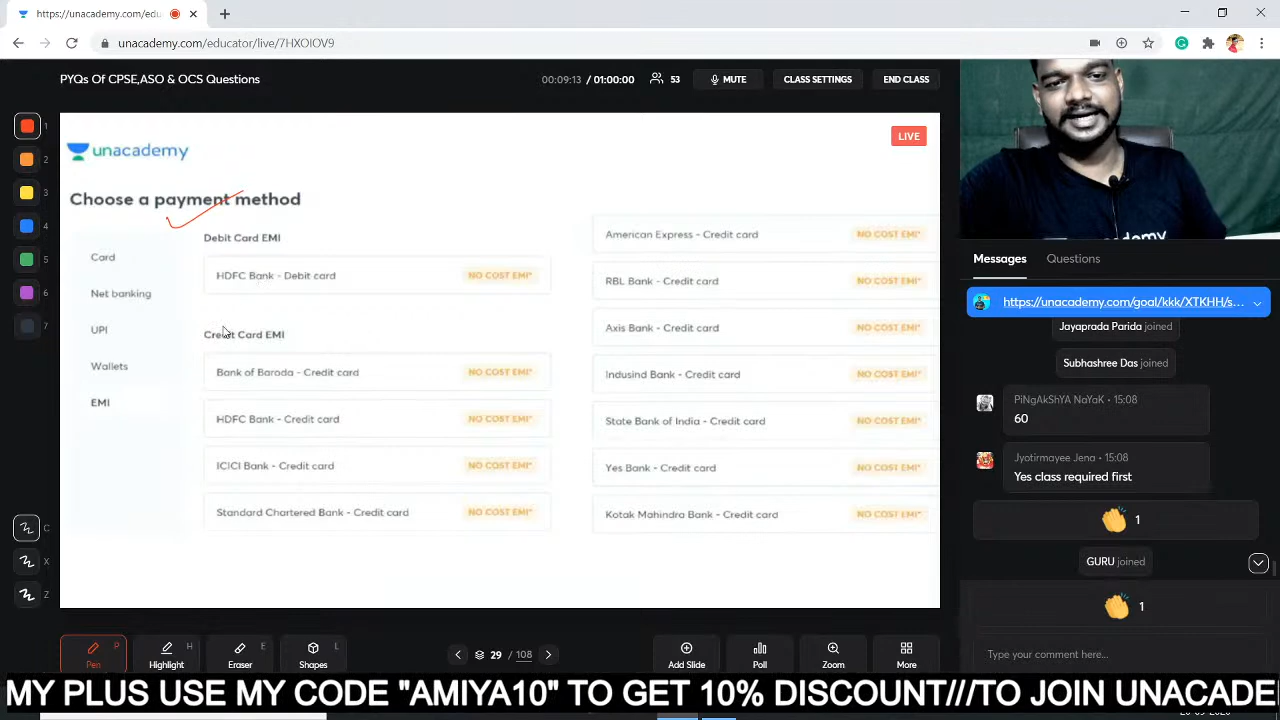 https://unacademy.com/edu
unacademy.com/educator/live/7HXOIOV9
PYQs Of CPSE,ASO & OCS Questions
00:09:13 / 01:00:00
53
MUTE
CLASS SETTINGS
END CLASS
1
2
3
4
5
6
7
C
X
Z
unacademy
LIVE
Choose a payment method
Card
Net banking
UPI
Wallets
EMI
Debit Card EMI
HDFC Bank - Debit card NO COST EMI*
Credit Card EMI
Bank of Baroda - Credit card NO COST EMI*
HDFC Bank - Credit card NO COST EMI*
ICICI Bank - Credit card NO COST EMI*
Standard Chartered Bank - Credit card NO COST EMI*
American Express - Credit card NO COST EMI*
RBL Bank - Credit card NO COST EMI*
Axis Bank - Credit card NO COST EMI*
Indusind Bank - Credit card NO COST EMI*
State Bank of India - Credit card NO COST EMI*
Yes Bank - Credit card NO COST EMI*
Kotak Mahindra Bank - Credit card NO COST EMI*
Messages
Questions
https://unacademy.com/goal/kkk/XTKHH/s...
Jayaprada Parida joined
Subhashree Das joined
PiNgAkShYA NaYaK • 15:08
60
Jyotirmayee Jena • 15:08
Yes class required first
1
GURU joined
1
Type your comment here...
Pen P
Highlight H
Eraser E
Shapes L
29 / 108
Add Slide
Poll
Zoom
More
MY PLUS USE MY CODE "AMIYA10" TO GET 10% DISCOUNT///TO JOIN UNACADE